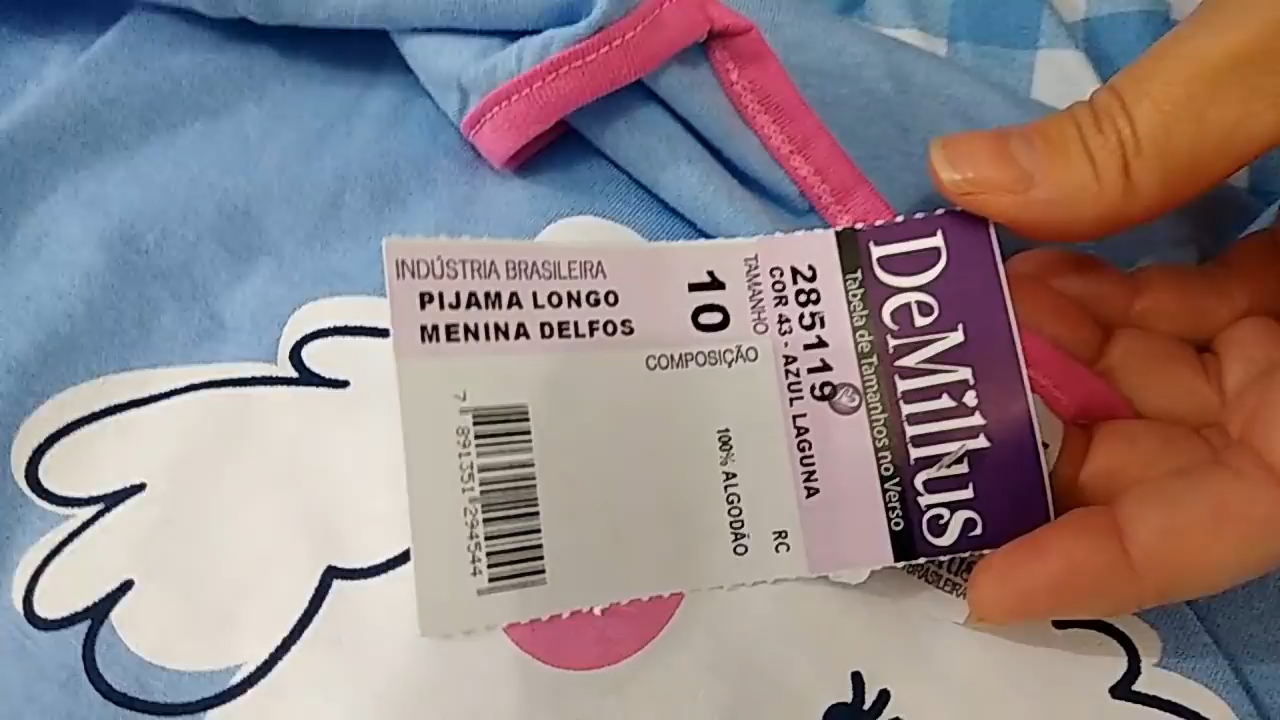 DeMillus
Tabela de Tamanhos no Verso
285119
COR 43 - AZUL LAGUNA
TAMANHO
10
INDÚSTRIA BRASILEIRA
PIJAMA LONGO
MENINA DELFOS
COMPOSIÇÃO
100% ALGODÃO
RC
7 891351 294544
BRASILEIRA